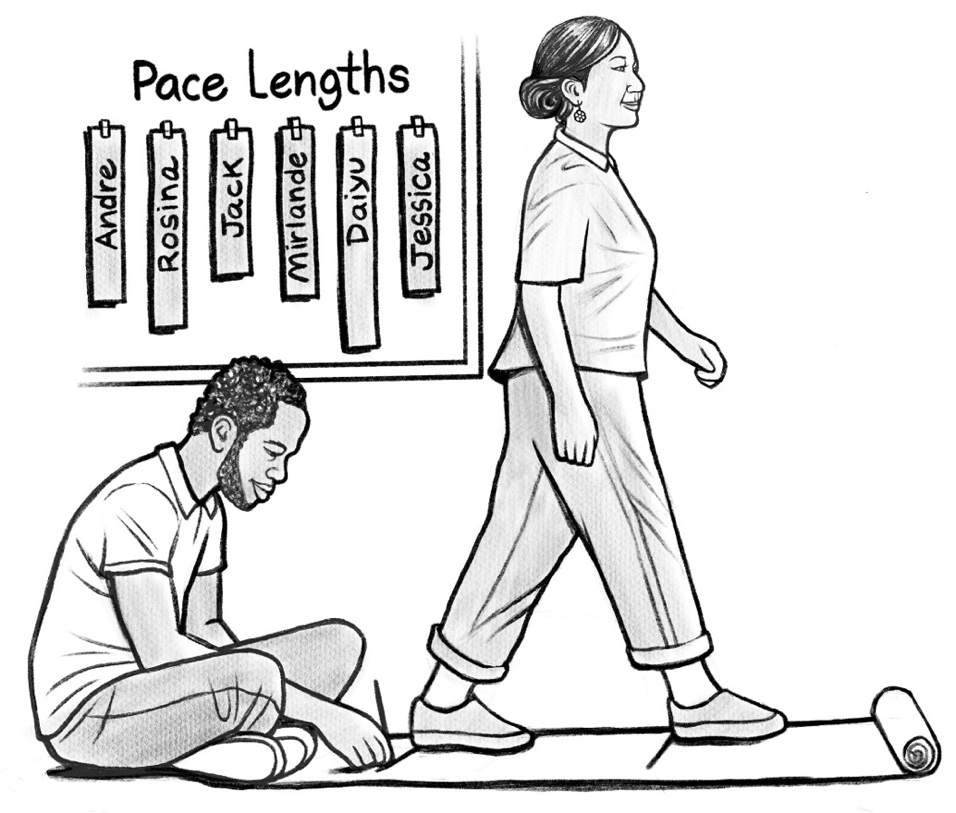 Pace Lengths
Andre
Rosina
Jack
Mirlande
Daiyu
Jessica